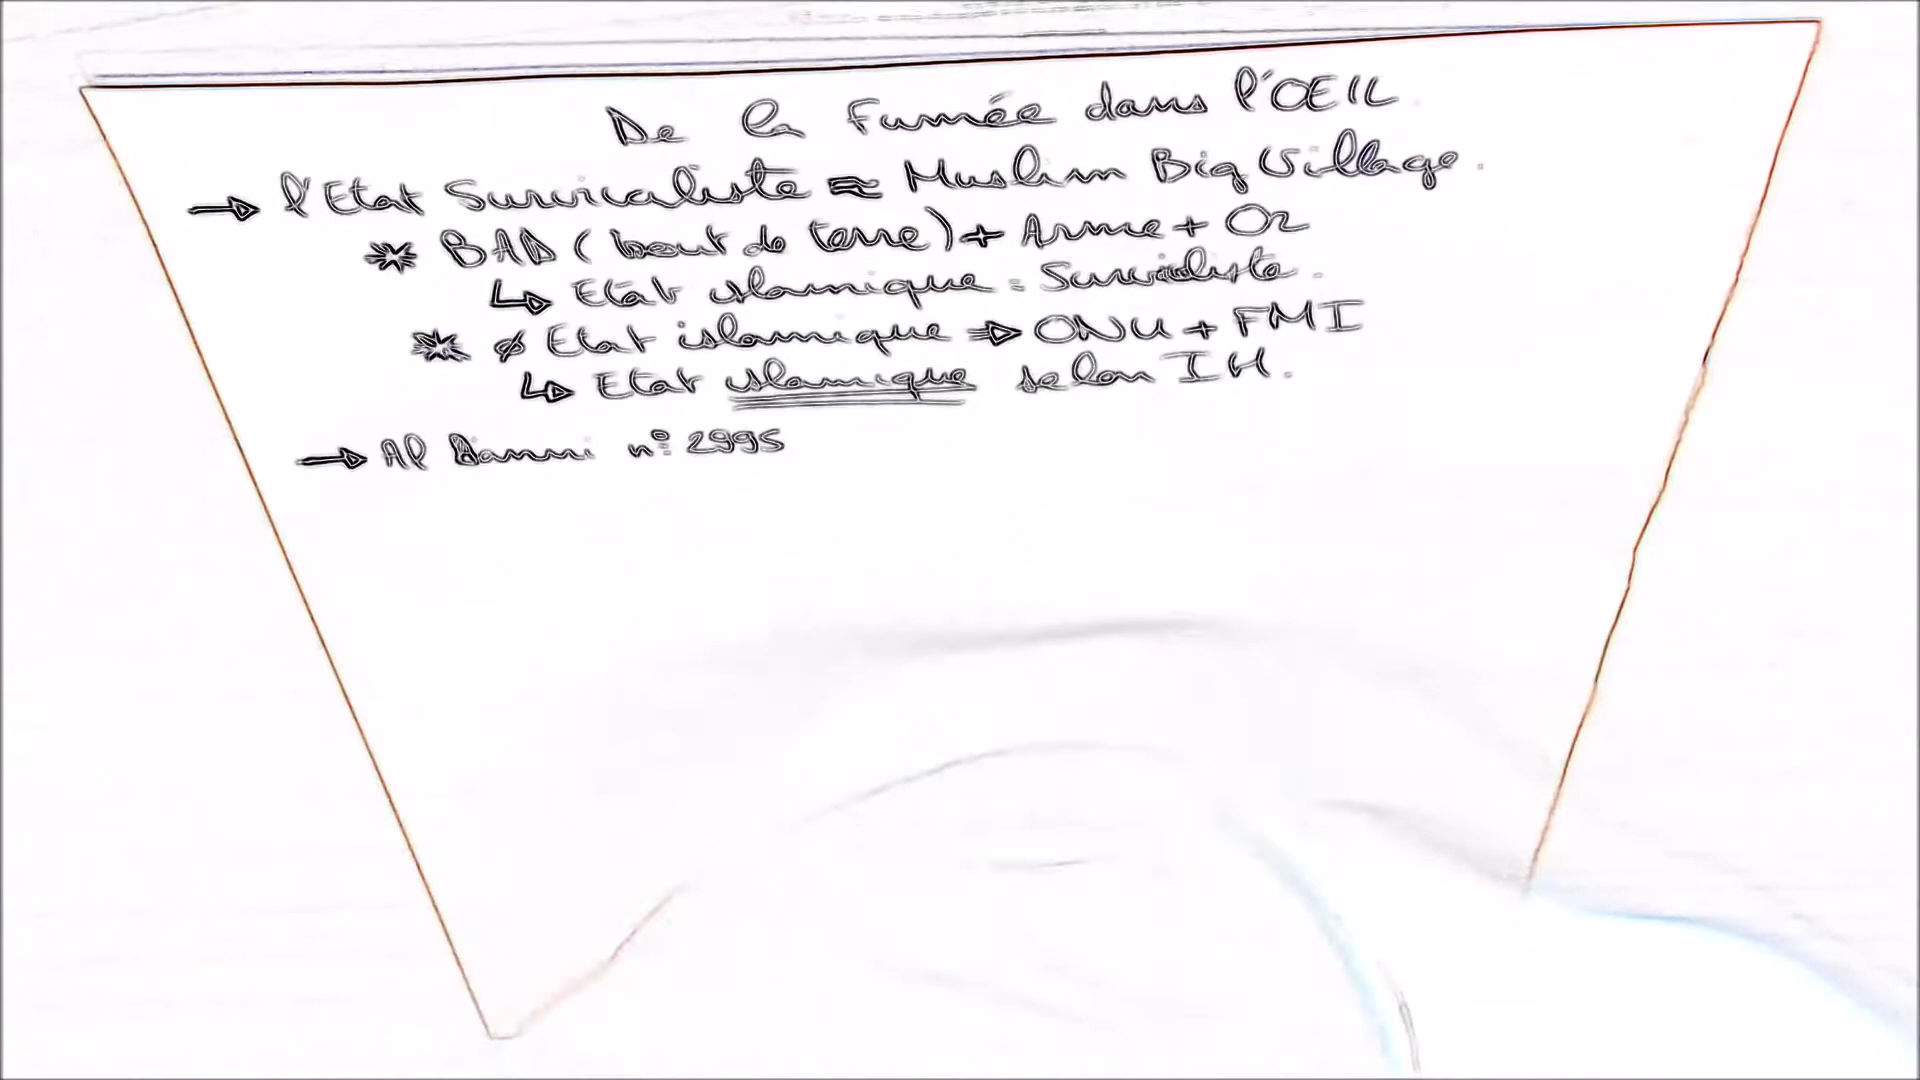 De la Fumée dans l'OEIL
→ l'Etat Survivaliste ≈ Muslim Big Village.
* BAD (bout de terre) + Arme + Or
↳ Etat islamique = Survivaliste.
* ∅ Etat islamique ⇒ ONU + FMI
↳ Etat islamique selon IH.
→ Al n° 2995